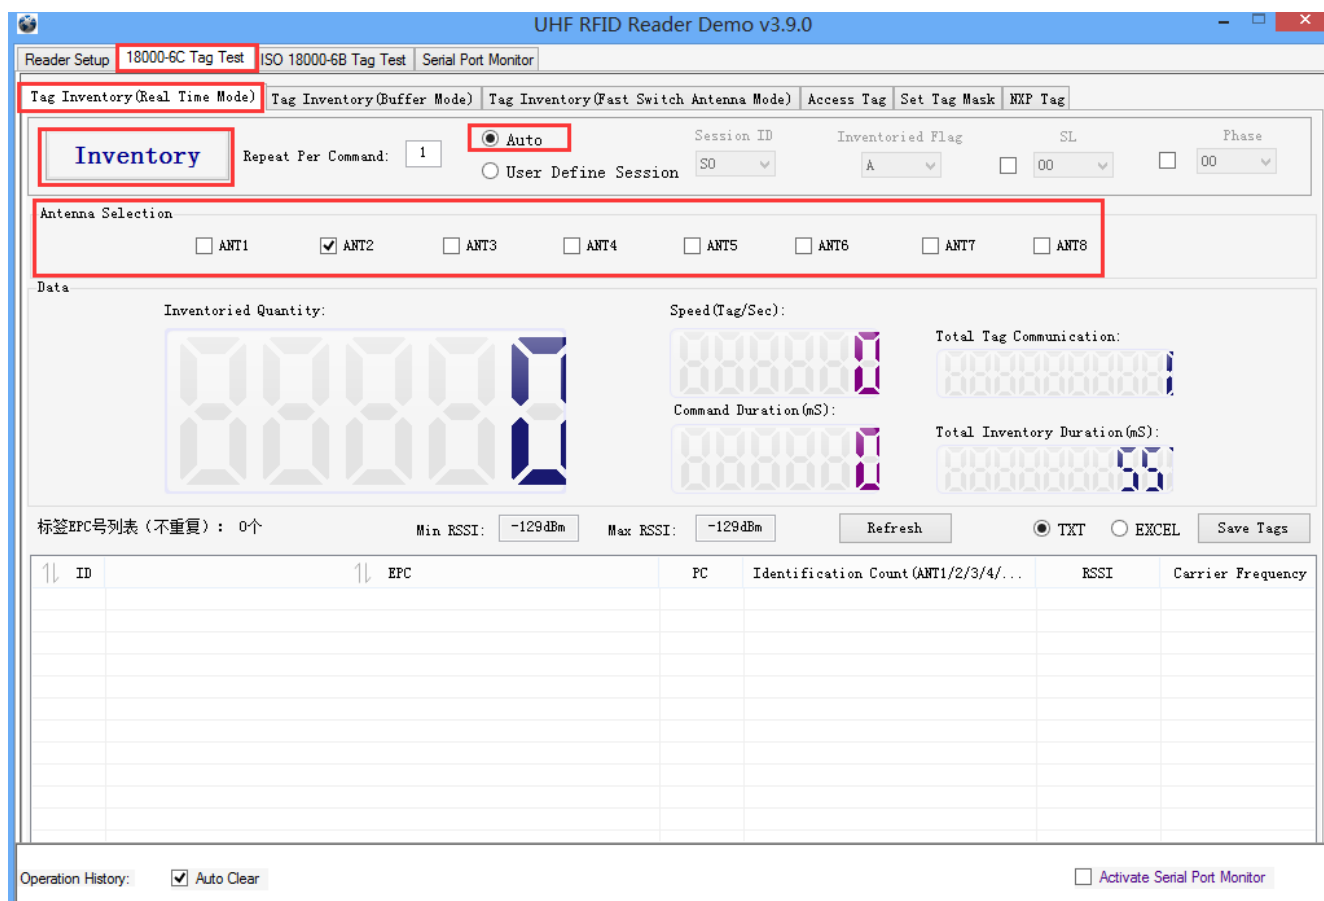 UHF RFID Reader Demo v3.9.0
Reader Setup 18000-6C Tag Test ISO 18000-6B Tag Test Serial Port Monitor
Tag Inventory(Real Time Mode) Tag Inventory(Buffer Mode) Tag Inventory(Fast Switch Antenna Mode) Access Tag Set Tag Mask NXP Tag
Inventory Repeat Per Command: 1 Auto Session ID Inventoried Flag SL Phase
User Define Session S0 A 00 00
Antenna Selection
ANT1 ANT2 ANT3 ANT4 ANT5 ANT6 ANT7 ANT8
Data
Inventoried Quantity: Speed(Tag/Sec):
Total Tag Communication:
0 0 1
Command Duration(mS):
Total Inventory Duration(mS):
0 55
标签EPC号列表（不重复）: 0个 Min RSSI: -129dBm Max RSSI: -129dBm Refresh TXT EXCEL Save Tags
ID EPC PC Identification Count(ANT1/2/3/4/... RSSI Carrier Frequency
Operation History: Auto Clear Activate Serial Port Monitor